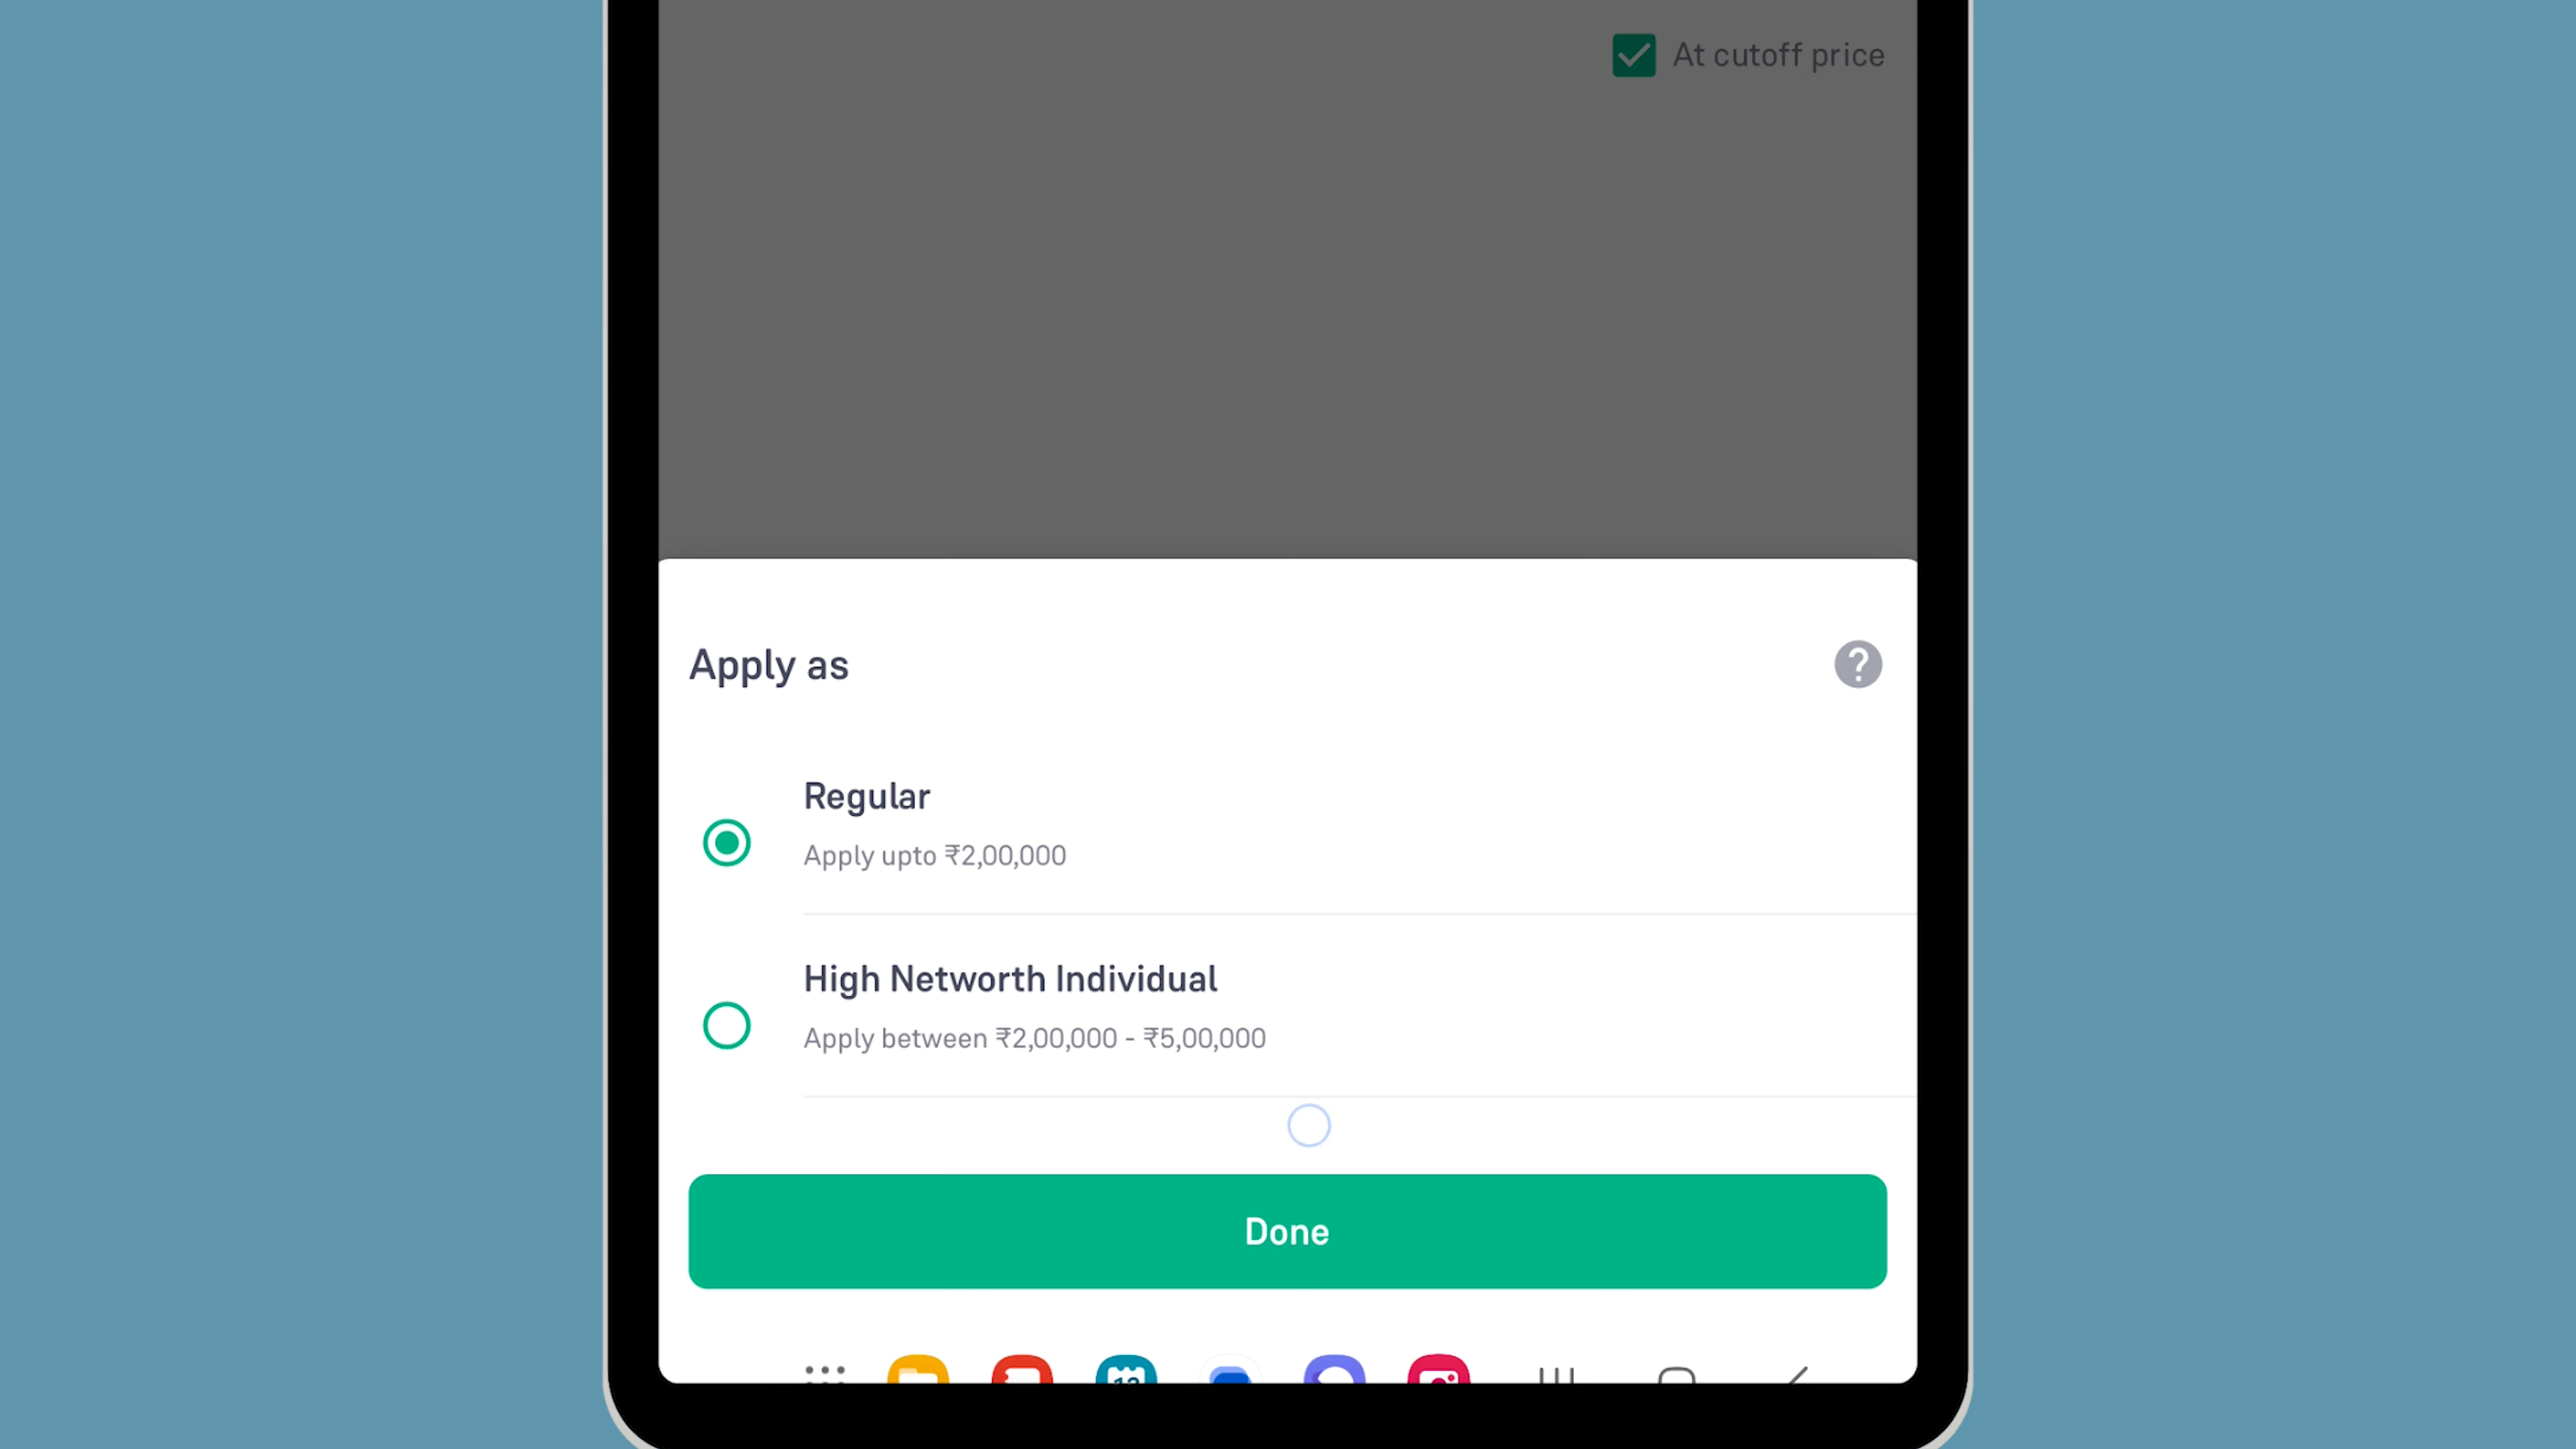 At cutoff price
Apply as
Regular
Apply upto ₹2,00,000
High Networth Individual
Apply between ₹2,00,000 - ₹5,00,000
Done